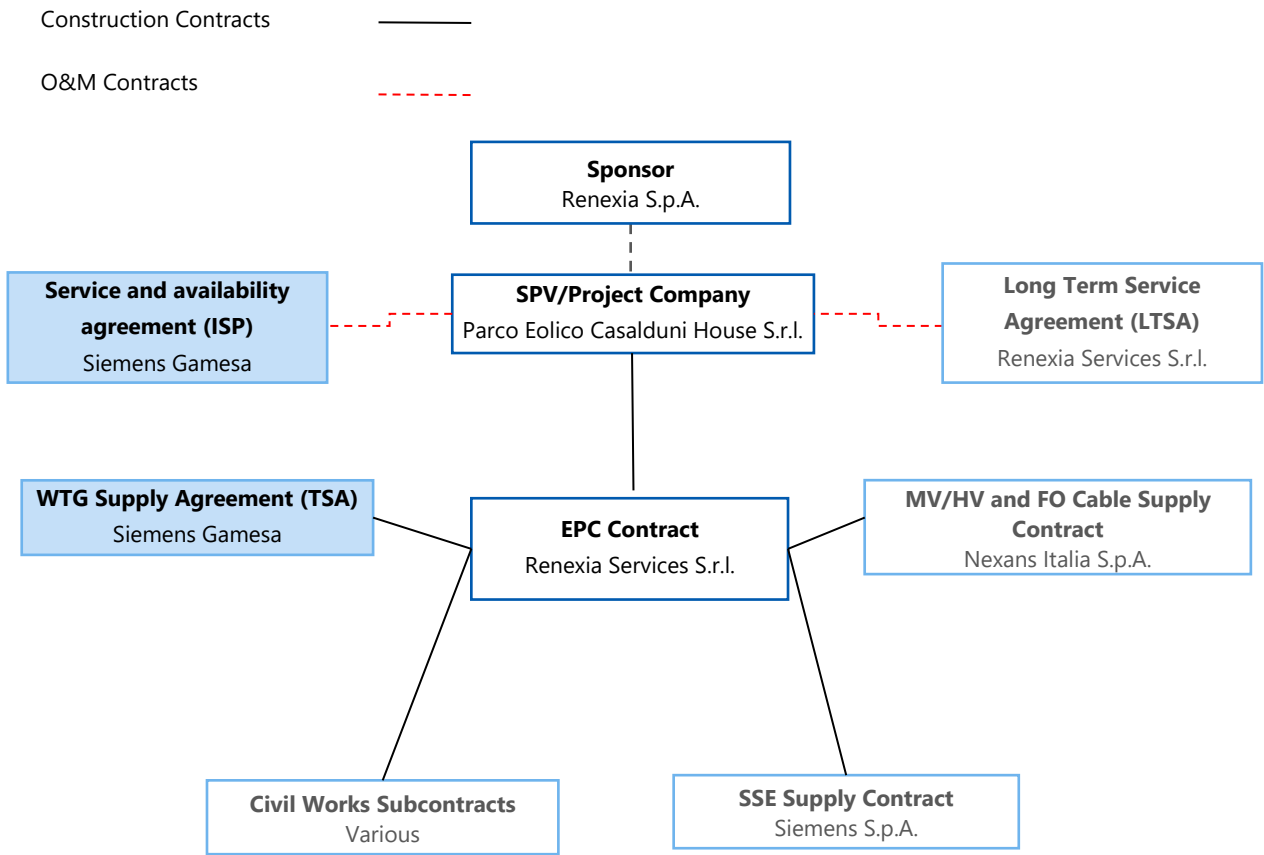 Construction Contracts
O&M Contracts
Sponsor
Renexia S.p.A.
Service and availability
agreement (ISP)
Siemens Gamesa
SPV/Project Company
Parco Eolico Casalduni House S.r.l.
Long Term Service
Agreement (LTSA)
Renexia Services S.r.l.
WTG Supply Agreement (TSA)
Siemens Gamesa
EPC Contract
Renexia Services S.r.l.
MV/HV and FO Cable Supply
Contract
Nexans Italia S.p.A.
Civil Works Subcontracts
Various
SSE Supply Contract
Siemens S.p.A.